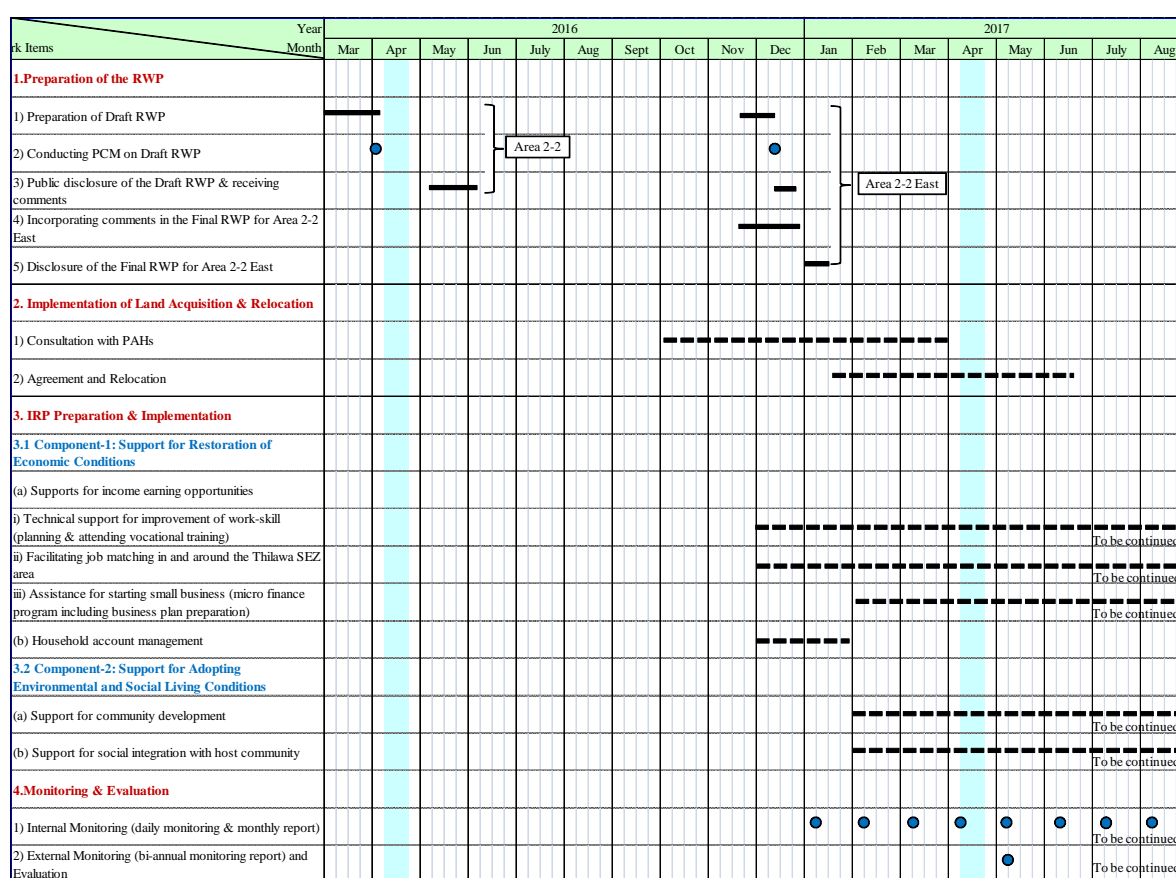 Year
2016
2017
rk Items
Month
Mar
Apr
May
Jun
July
Aug
Sept
Oct
Nov
Dec
Jan
Feb
Mar
Apr
May
Jun
July
Aug
1.Preparation of the RWP
1) Preparation of Draft RWP
2) Conducting PCM on Draft RWP
Area 2-2
3) Public disclosure of the Draft RWP & receiving
comments
Area 2-2 East
4) Incorporating comments in the Final RWP for Area 2-2
East
5) Disclosure of the Final RWP for Area 2-2 East
2. Implementation of Land Acquisition & Relocation
1) Consultation with PAHs
2) Agreement and Relocation
3. IRP Preparation & Implementation
3.1 Component-1: Support for Restoration of
Economic Conditions
(a) Supports for income earning opportunities
i) Technical support for improvement of work-skill
(planning & attending vocational training)
To be continued
ii) Facilitating job matching in and around the Thilawa SEZ
area
To be continued
iii) Assistance for starting small business (micro finance
program including business plan preparation)
To be continued
(b) Household account management
3.2 Component-2: Support for Adopting
Environmental and Social Living Conditions
(a) Support for community development
To be continued
(b) Support for social integration with host community
To be continued
4.Monitoring & Evaluation
1) Internal Monitoring (daily monitoring & monthly report)
To be continued
2) External Monitoring (bi-annual monitoring report) and
Evaluation
To be continued